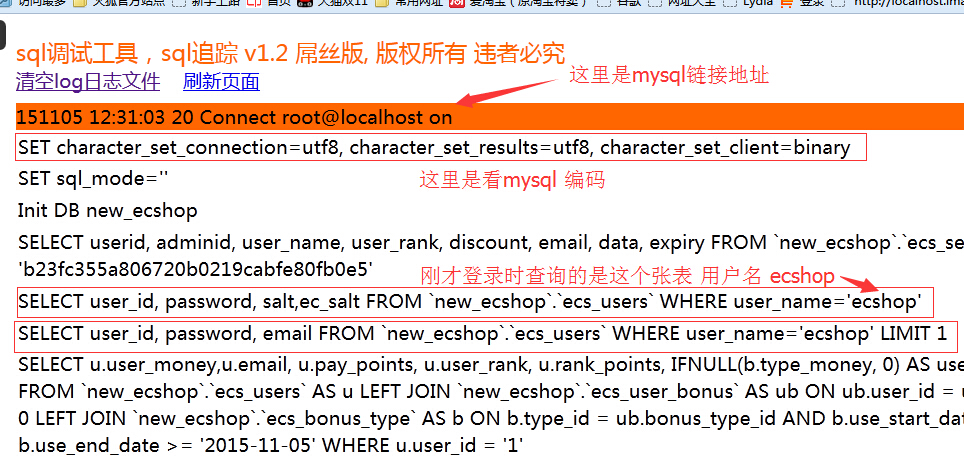 访问最多 火狐官方站点 新手上路 首页 天猫双11 常用网址 爱淘宝（原淘宝特卖） 谷歌 网址大全 Lydia 登录 http://localhost.ima
sql调试工具，sql追踪 v1.2 屌丝版, 版权所有 违者必究
清空log日志文件 刷新页面
这里是mysql链接地址
151105 12:31:03 20 Connect root@localhost on
SET character_set_connection=utf8, character_set_results=utf8, character_set_client=binary
SET sql_mode=''
这里是看mysql 编码
Init DB new_ecshop
SELECT userid, adminid, user_name, user_rank, discount, email, data, expiry FROM `new_ecshop`.`ecs_se
'b23fc355a806720b0219cabfe80fb0e5'
刚才登录时查询的是这个张表 用户名 ecshop
SELECT user_id, password, salt,ec_salt FROM `new_ecshop`.`ecs_users` WHERE user_name='ecshop'
SELECT user_id, password, email FROM `new_ecshop`.`ecs_users` WHERE user_name='ecshop' LIMIT 1
SELECT u.user_money,u.email, u.pay_points, u.user_rank, u.rank_points, IFNULL(b.type_money, 0) AS use
FROM `new_ecshop`.`ecs_users` AS u LEFT JOIN `new_ecshop`.`ecs_user_bonus` AS ub ON ub.user_id = u
0 LEFT JOIN `new_ecshop`.`ecs_bonus_type` AS b ON b.type_id = ub.bonus_type_id AND b.use_start_dat
b.use_end_date >= '2015-11-05' WHERE u.user_id = '1'